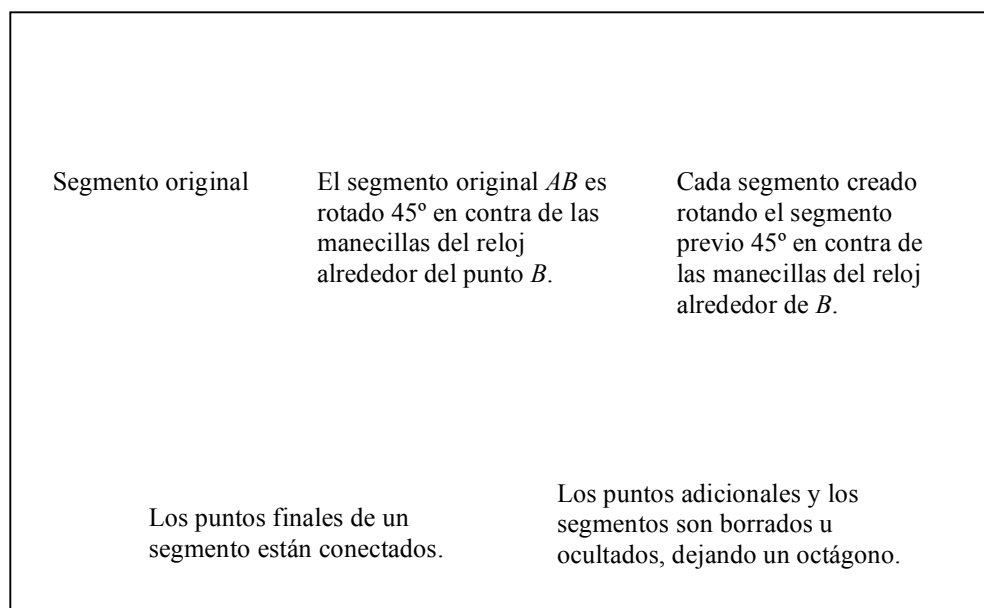 Segmento original
El segmento original AB es
rotado 45º en contra de las
manecillas del reloj
alrededor del punto B.
Cada segmento creado
rotando el segmento
previo 45º en contra de
las manecillas del reloj
alrededor de B.
Los puntos finales de un
segmento están conectados.
Los puntos adicionales y los
segmentos son borrados u
ocultados, dejando un octágono.